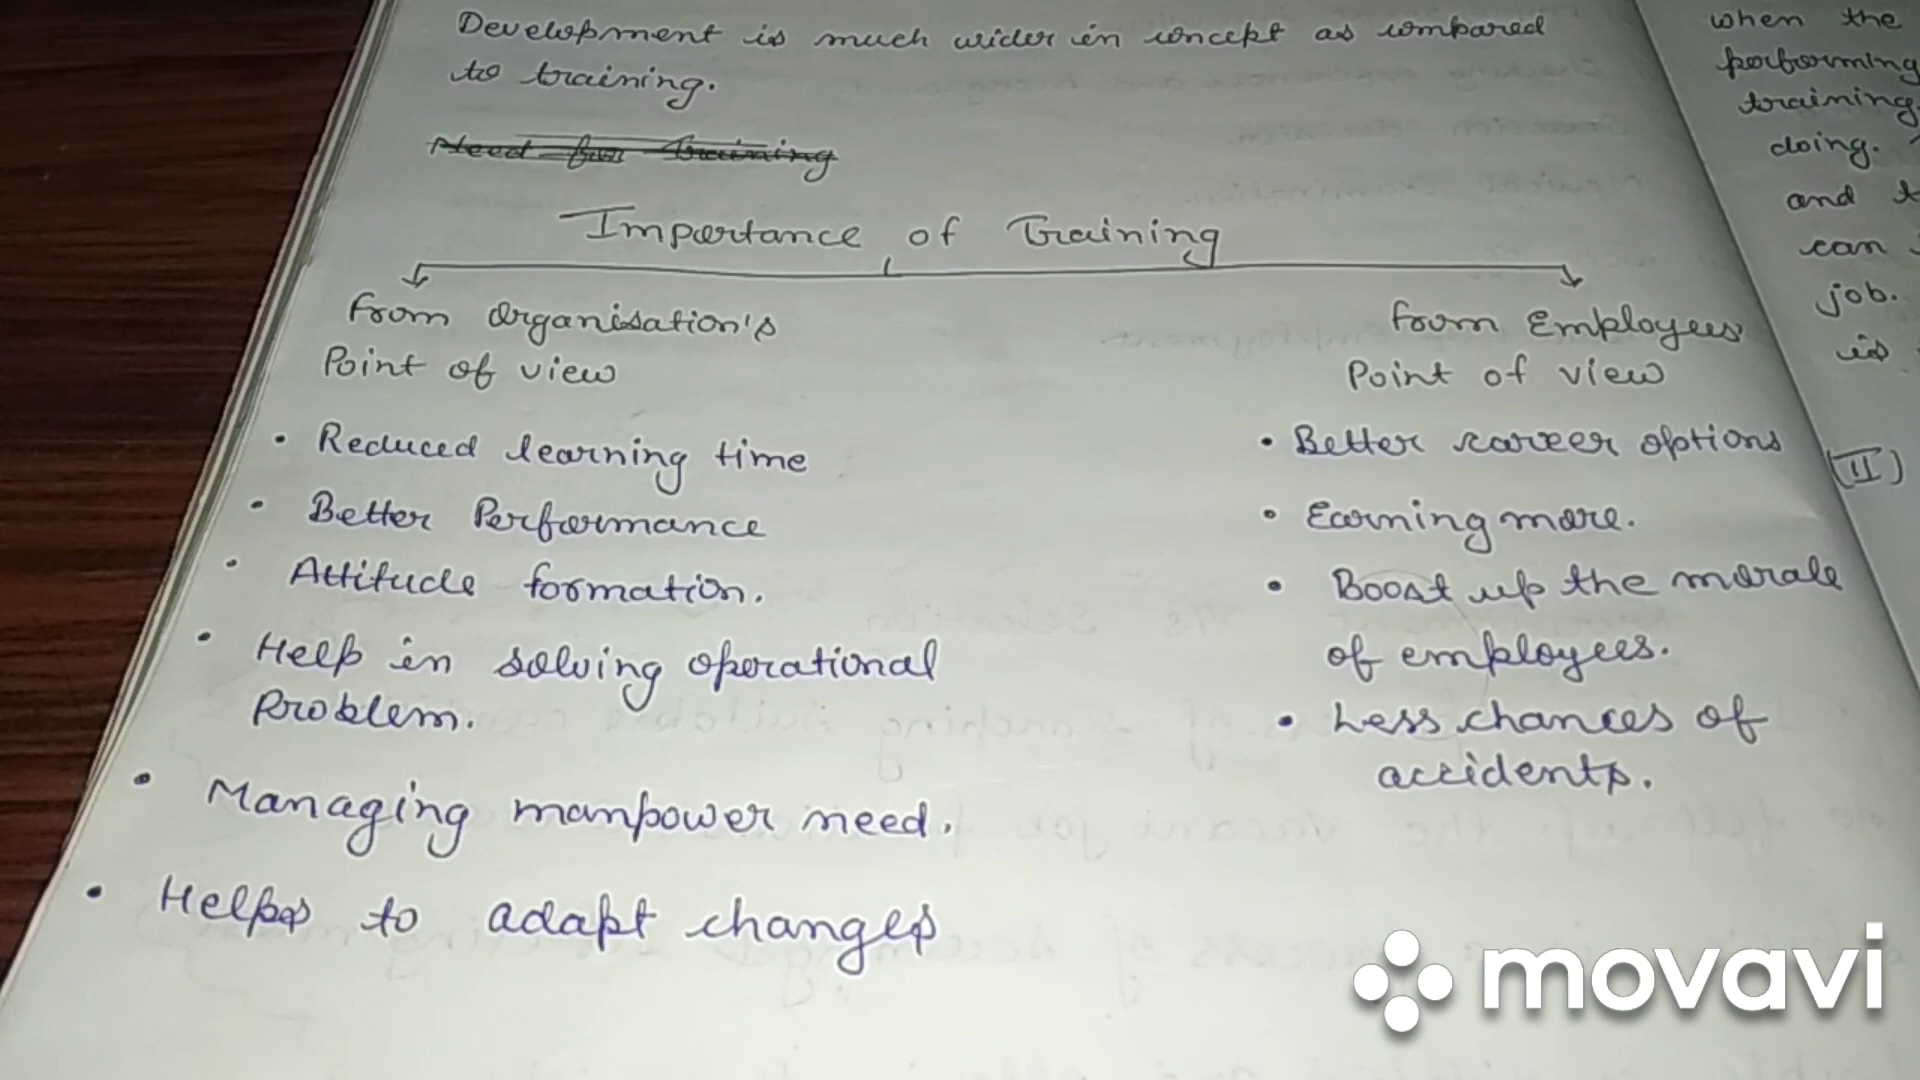 Development is much wider in concept as compared
to training.
Need for Training
Importance of Training
From Organisation's
Point of view
• Reduced learning time
• Better Performance
• Attitude formation.
• Help in solving operational
Problem.
• Managing manpower need.
• Helps to adapt changes
From Employees
Point of view
• Better career options
• Earning more.
• Boost up the morale
of employees.
• Less chances of
accidents.
when the
performing
training.
doing.
and
can
job.
is
(II)
movavi